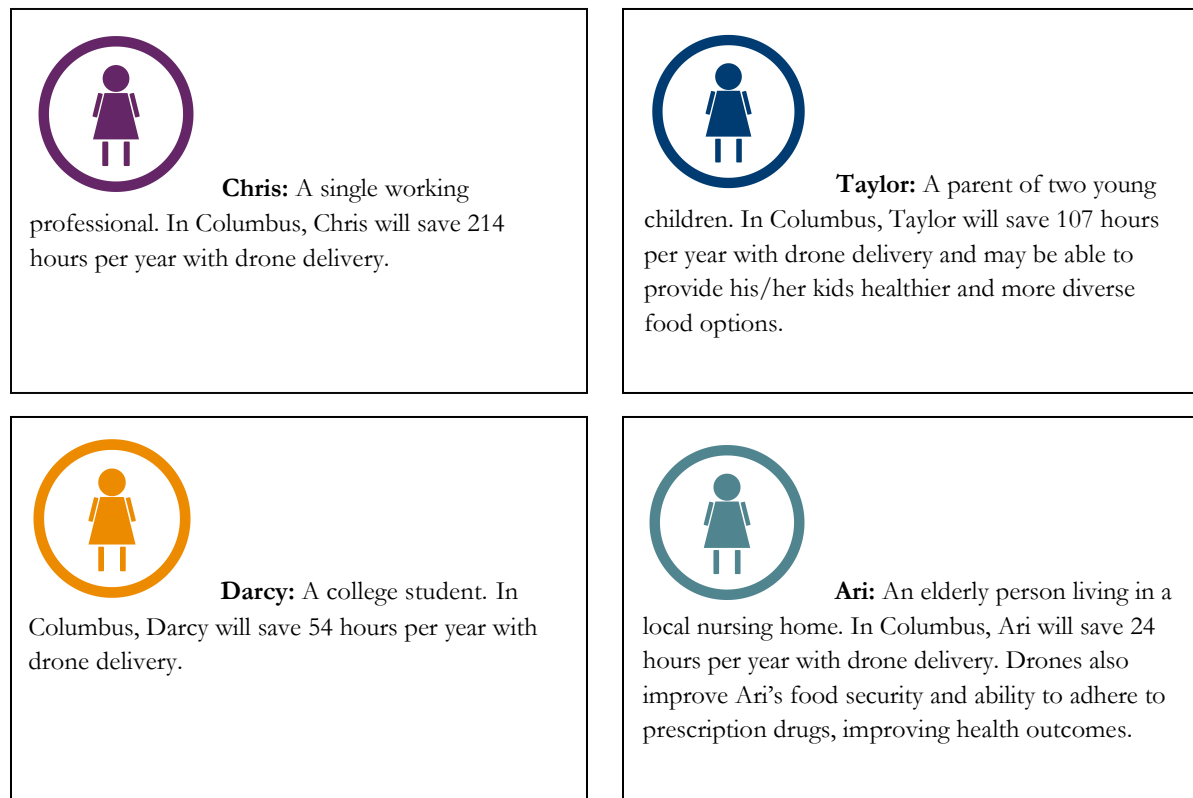 Chris: A single working
professional. In Columbus, Chris will save 214
hours per year with drone delivery.
Taylor: A parent of two young
children. In Columbus, Taylor will save 107 hours
per year with drone delivery and may be able to
provide his/her kids healthier and more diverse
food options.
Darcy: A college student. In
Columbus, Darcy will save 54 hours per year with
drone delivery.
Ari: An elderly person living in a
local nursing home. In Columbus, Ari will save 24
hours per year with drone delivery. Drones also
improve Ari’s food security and ability to adhere to
prescription drugs, improving health outcomes.